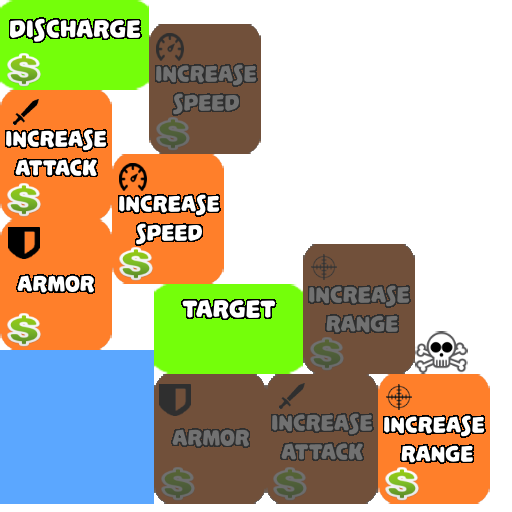 DISCHARGE
$
INCREASE
SPEED
$
INCREASE
ATTACK
$
INCREASE
SPEED
$
ARMOR
$
TARGET
INCREASE
RANGE
$
ARMOR
$
INCREASE
ATTACK
$
INCREASE
RANGE
$